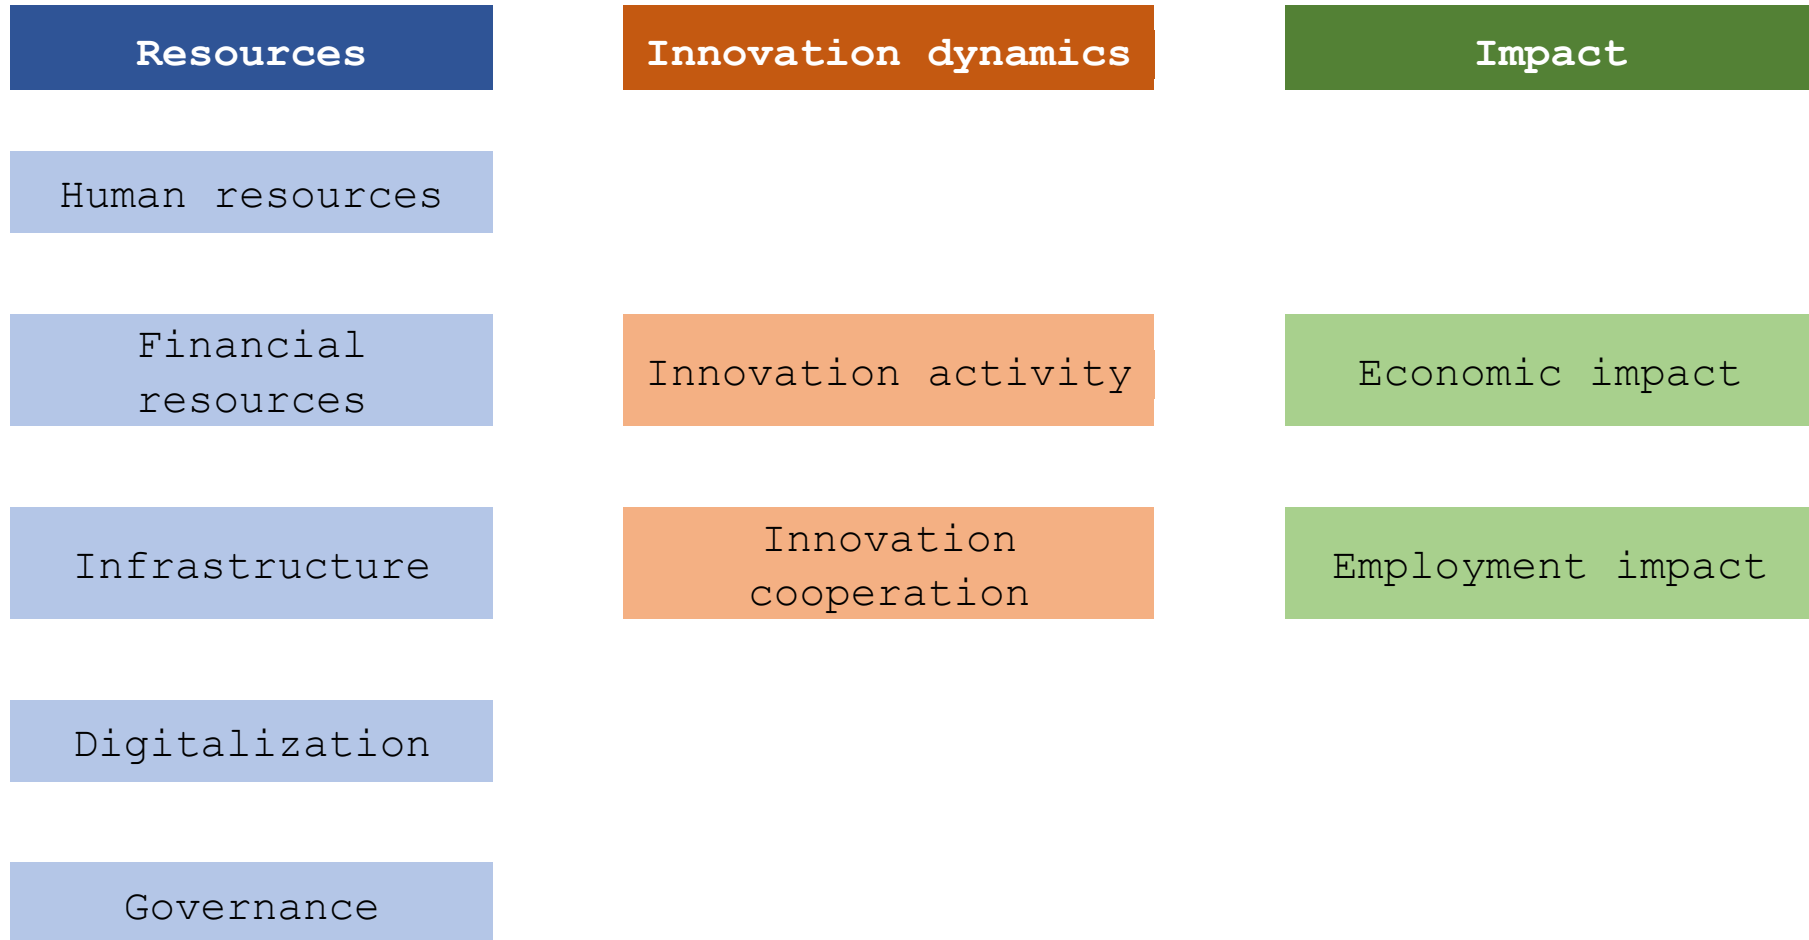 Resources
Innovation dynamics
Impact
Human resources
Financial
resources
Innovation activity
Economic impact
Infrastructure
Innovation
cooperation
Employment impact
Digitalization
Governance